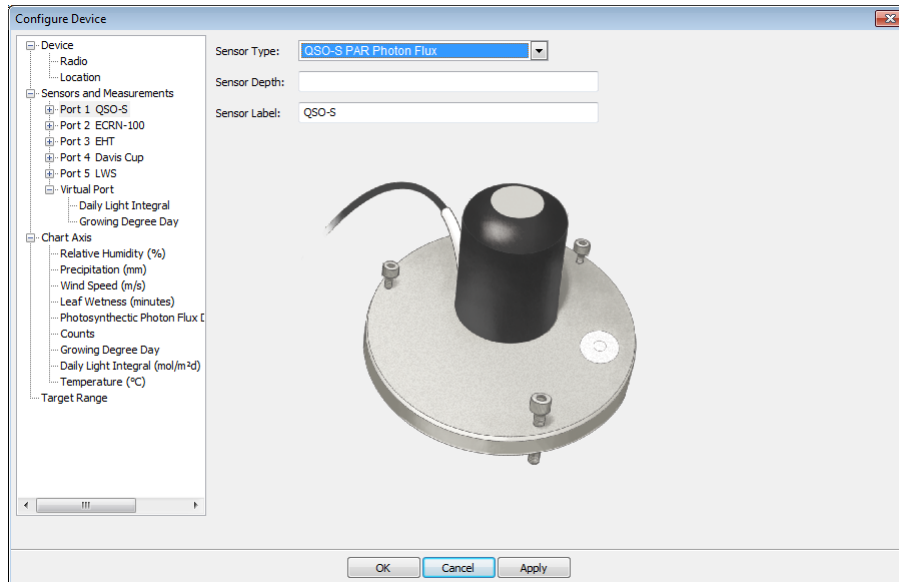 Configure Device
Device
Radio
Location
Sensors and Measurements
Port 1 QSO-S
Port 2 ECRN-100
Port 3 EHT
Port 4 Davis Cup
Port 5 LWS
Virtual Port
Daily Light Integral
Growing Degree Day
Chart Axis
Relative Humidity (%)
Precipitation (mm)
Wind Speed (m/s)
Leaf Wetness (minutes)
Photosynthectic Photon Flux
Counts
Growing Degree Day
Daily Light Integral (mol/m²d)
Temperature (°C)
Target Range
Sensor Type: QSO-S PAR Photon Flux
Sensor Depth:
Sensor Label: QSO-S
OK Cancel Apply